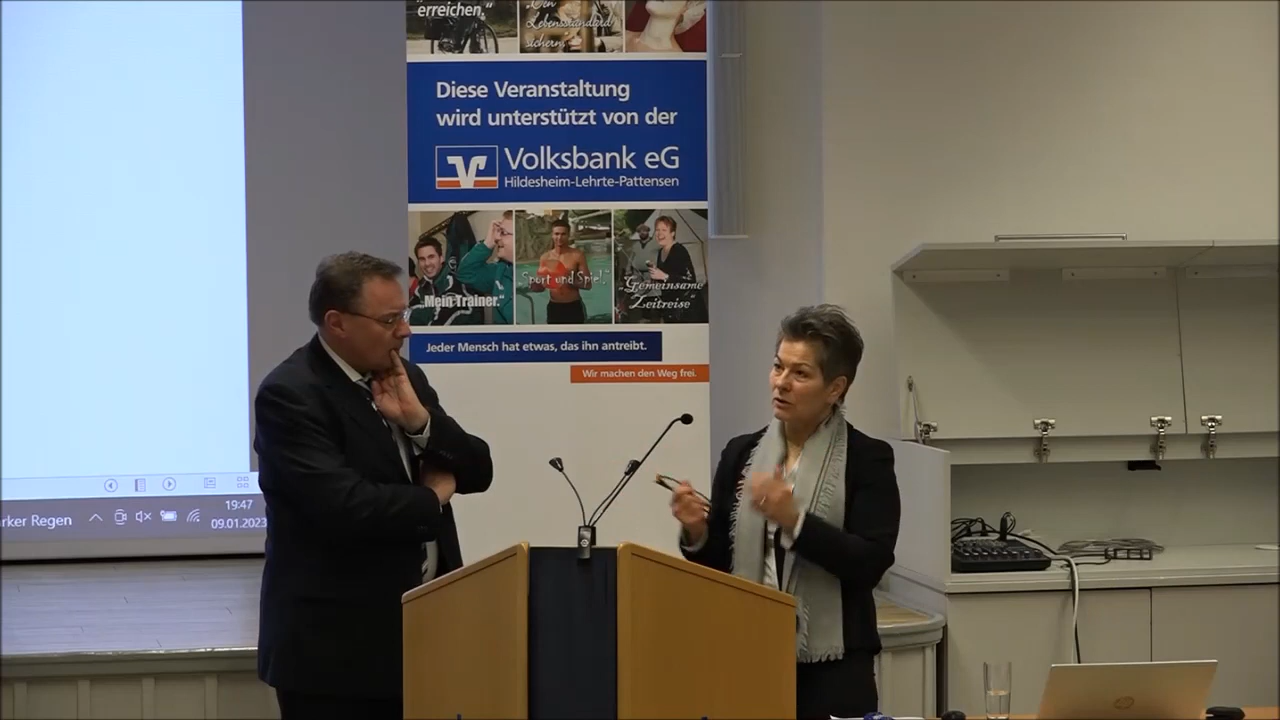 erreichen."
„Den
Lebensstandard
sichern."
Diese Veranstaltung
wird unterstützt von der
Volksbank eG
Hildesheim-Lehrte-Pattensen
„Mein Trainer."
„Sport und Spiel."
„Gemeinsame
Zeitreise"
Jeder Mensch hat etwas, das ihn antreibt.
Wir machen den Weg frei.
rker Regen
19:47
09.01.2023
hp